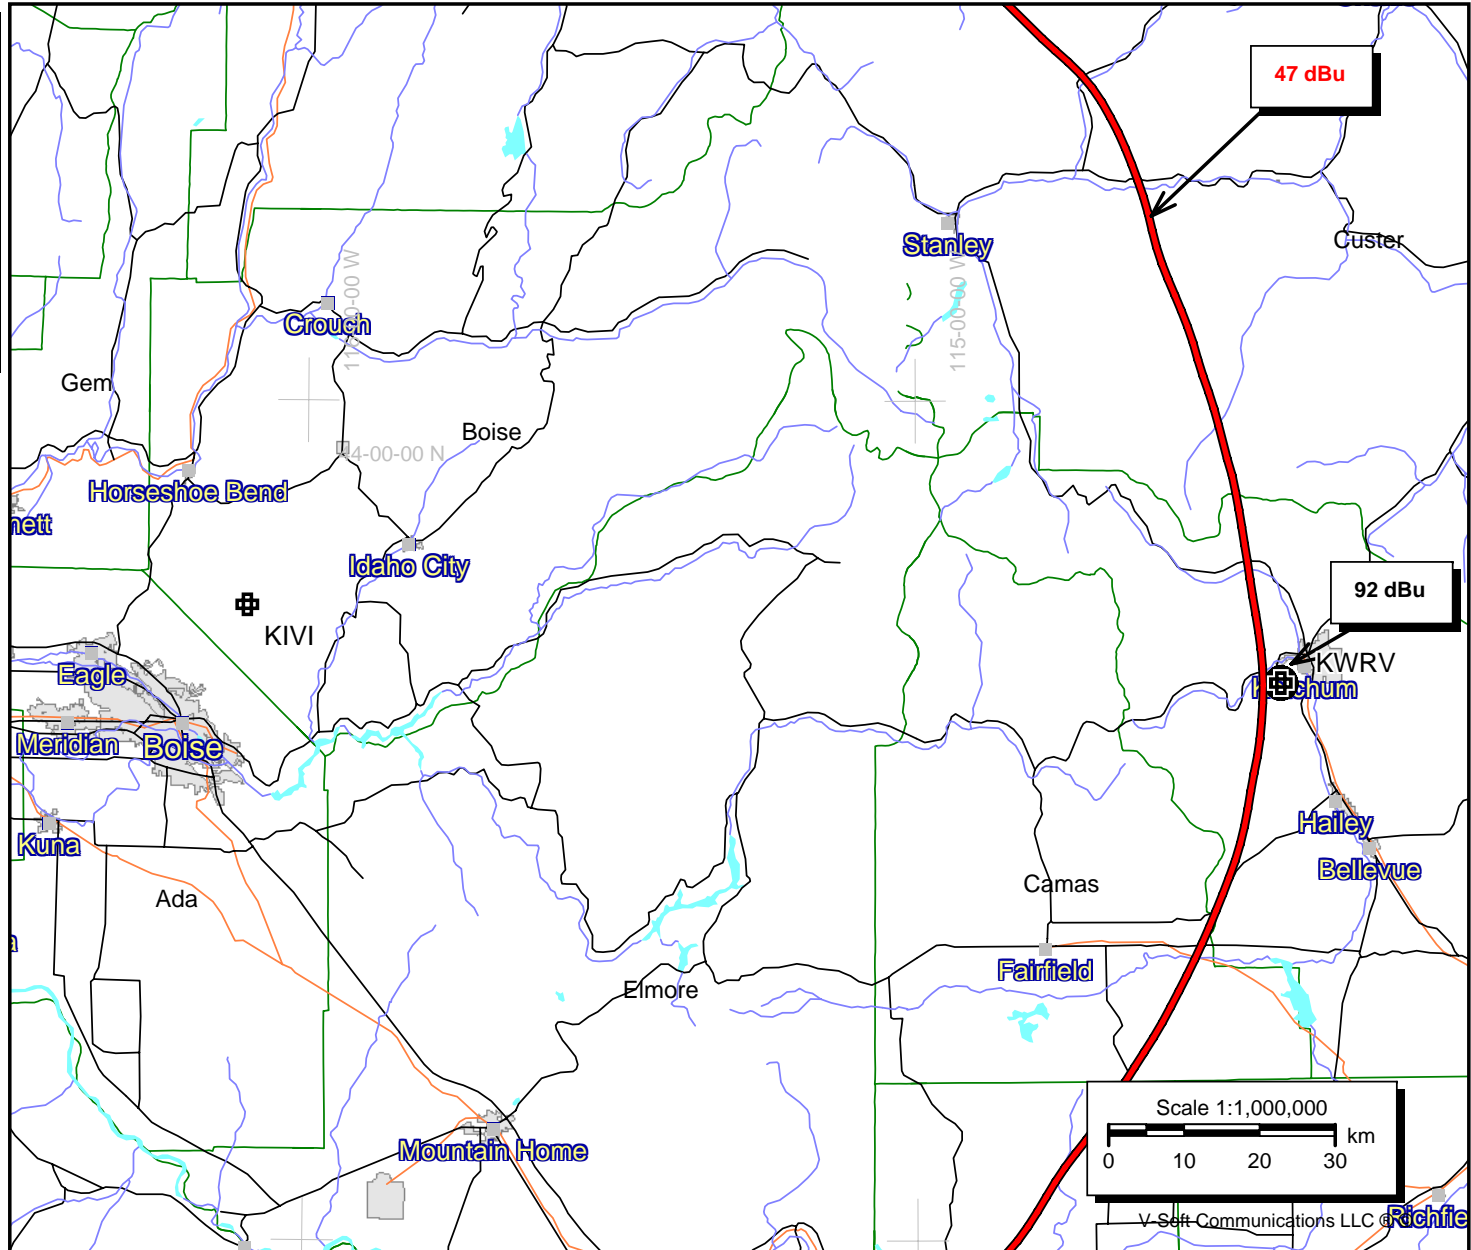 47 dBu
Custer
Stanley
115-00-00 W
Crouch
Gem
Boise
Horseshoe Bend
Idaho City
92 dBu
KIVI
KWRV
Eagle
Meridian
Boise
Hailey
Kuna
Bellevue
Camas
Ada
Fairfield
Elmore
Scale 1:1,000,000
km
0 10 20 30
Mountain Home
V-Soft Communications LLC ®